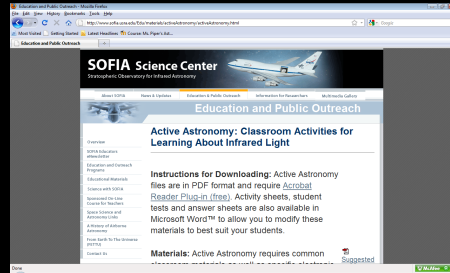 Education and Public Outreach - Mozilla Firefox
File Edit View History Bookmarks Tools Help
http://www.sofia.usra.edu/Edu/materials/activeAstronomy/activeAstronomy.html
Google
Most Visited Getting Started Latest Headlines Course: Ms. Piper's Ast...
Education and Public Outreach
SOFIA Science Center
Stratospheric Observatory for Infrared Astronomy
About SOFIA News & Updates Education & Public Outreach Information for Researchers Multimedia Gallery
Education and Public Outreach
Overview
SOFIA Educators
eNewsletter
Education and Outreach
Programs
Educational Materials
Science with SOFIA
Sponsored On-Line
Course for Teachers
Space Science and
Astronomy Links
A History of Airborne
Astronomy
From Earth To The Universe
(FETTU)
Contact Us
Active Astronomy: Classroom Activities for
Learning About Infrared Light
Instructions for Downloading: Active Astronomy
files are in PDF format and require Acrobat
Reader Plug-in (free). Activity sheets, student
tests and answer sheets are also available in
Microsoft Word™ to allow you to modify these
materials to best suit your students.
Materials: Active Astronomy requires common
Suggested
Done
McAfee